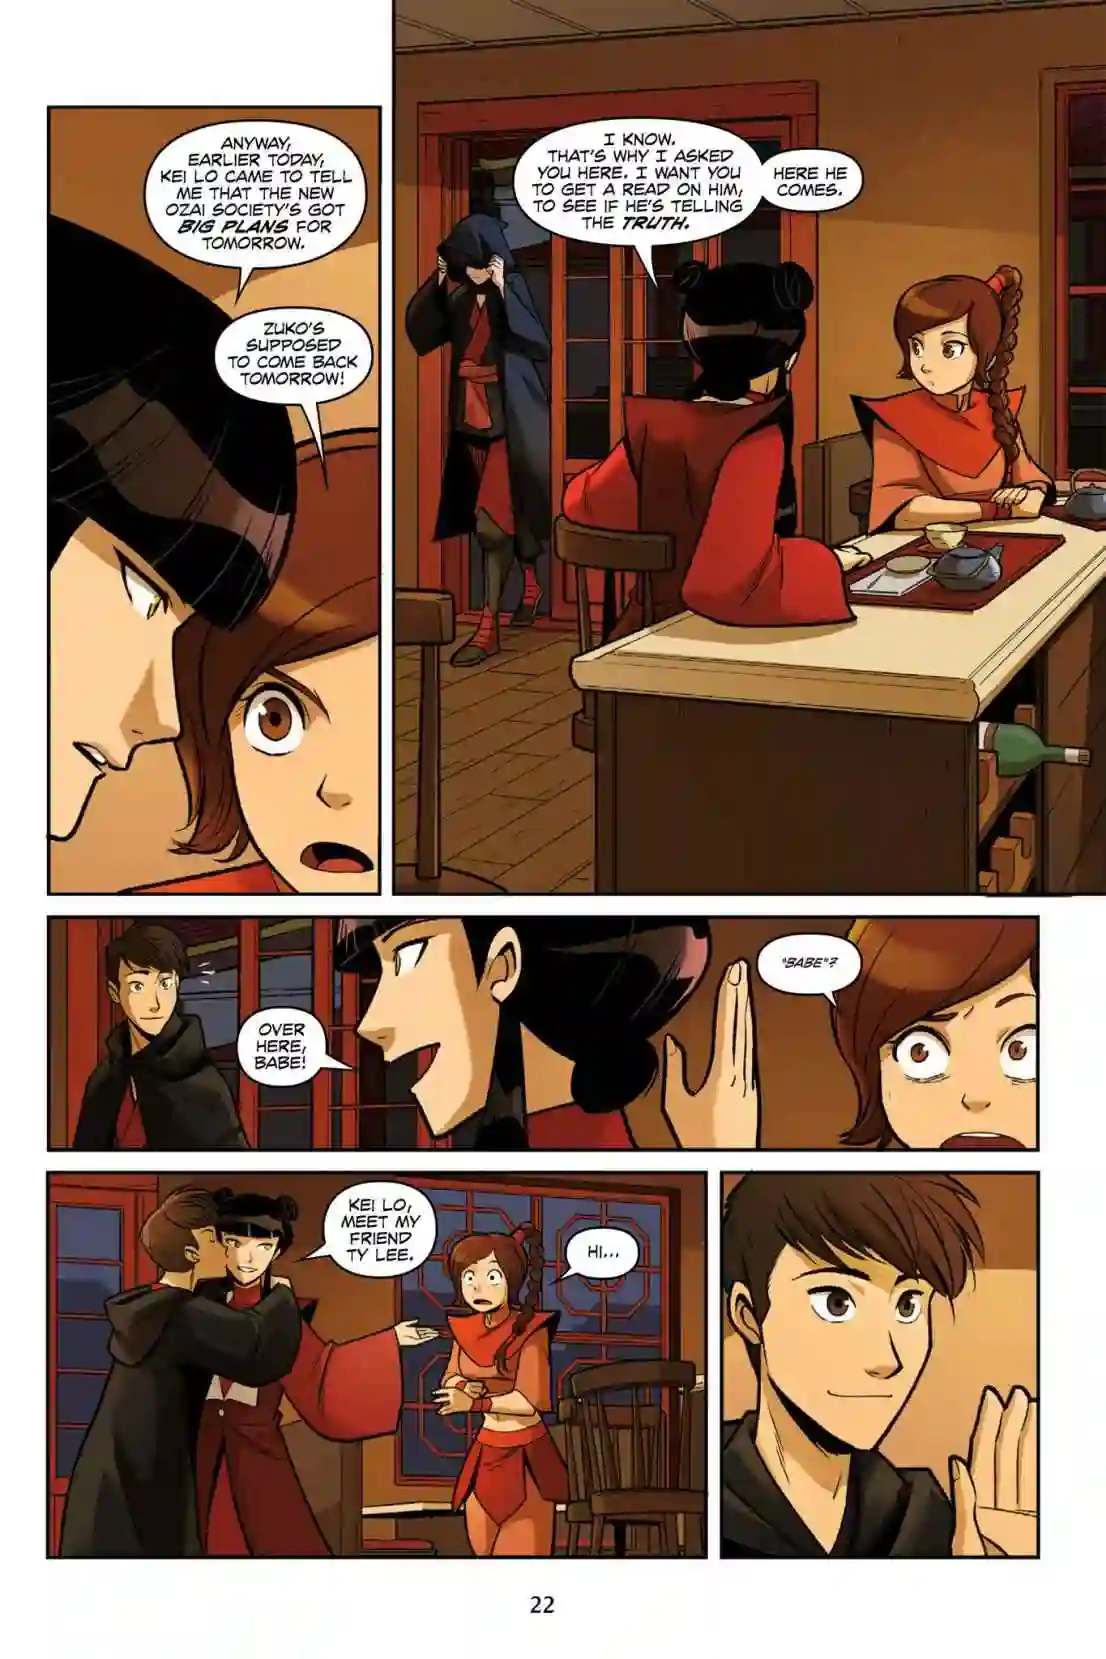 ANYWAY,
EARLIER TODAY,
KEI LO CAME TO TELL
ME THAT THE NEW
OZAI SOCIETY'S GOT
BIG PLANS FOR
TOMORROW.
ZUKO'S
SUPPOSED
TO COME BACK
TOMORROW!
I KNOW.
THAT'S WHY I ASKED
YOU HERE. I WANT YOU
TO GET A READ ON HIM,
TO SEE IF HE'S TELLING
THE TRUTH.
HERE HE
COMES.
OVER
HERE,
BABE!
"BABE"?
KEI LO,
MEET MY
FRIEND
TY LEE.
HI...
22